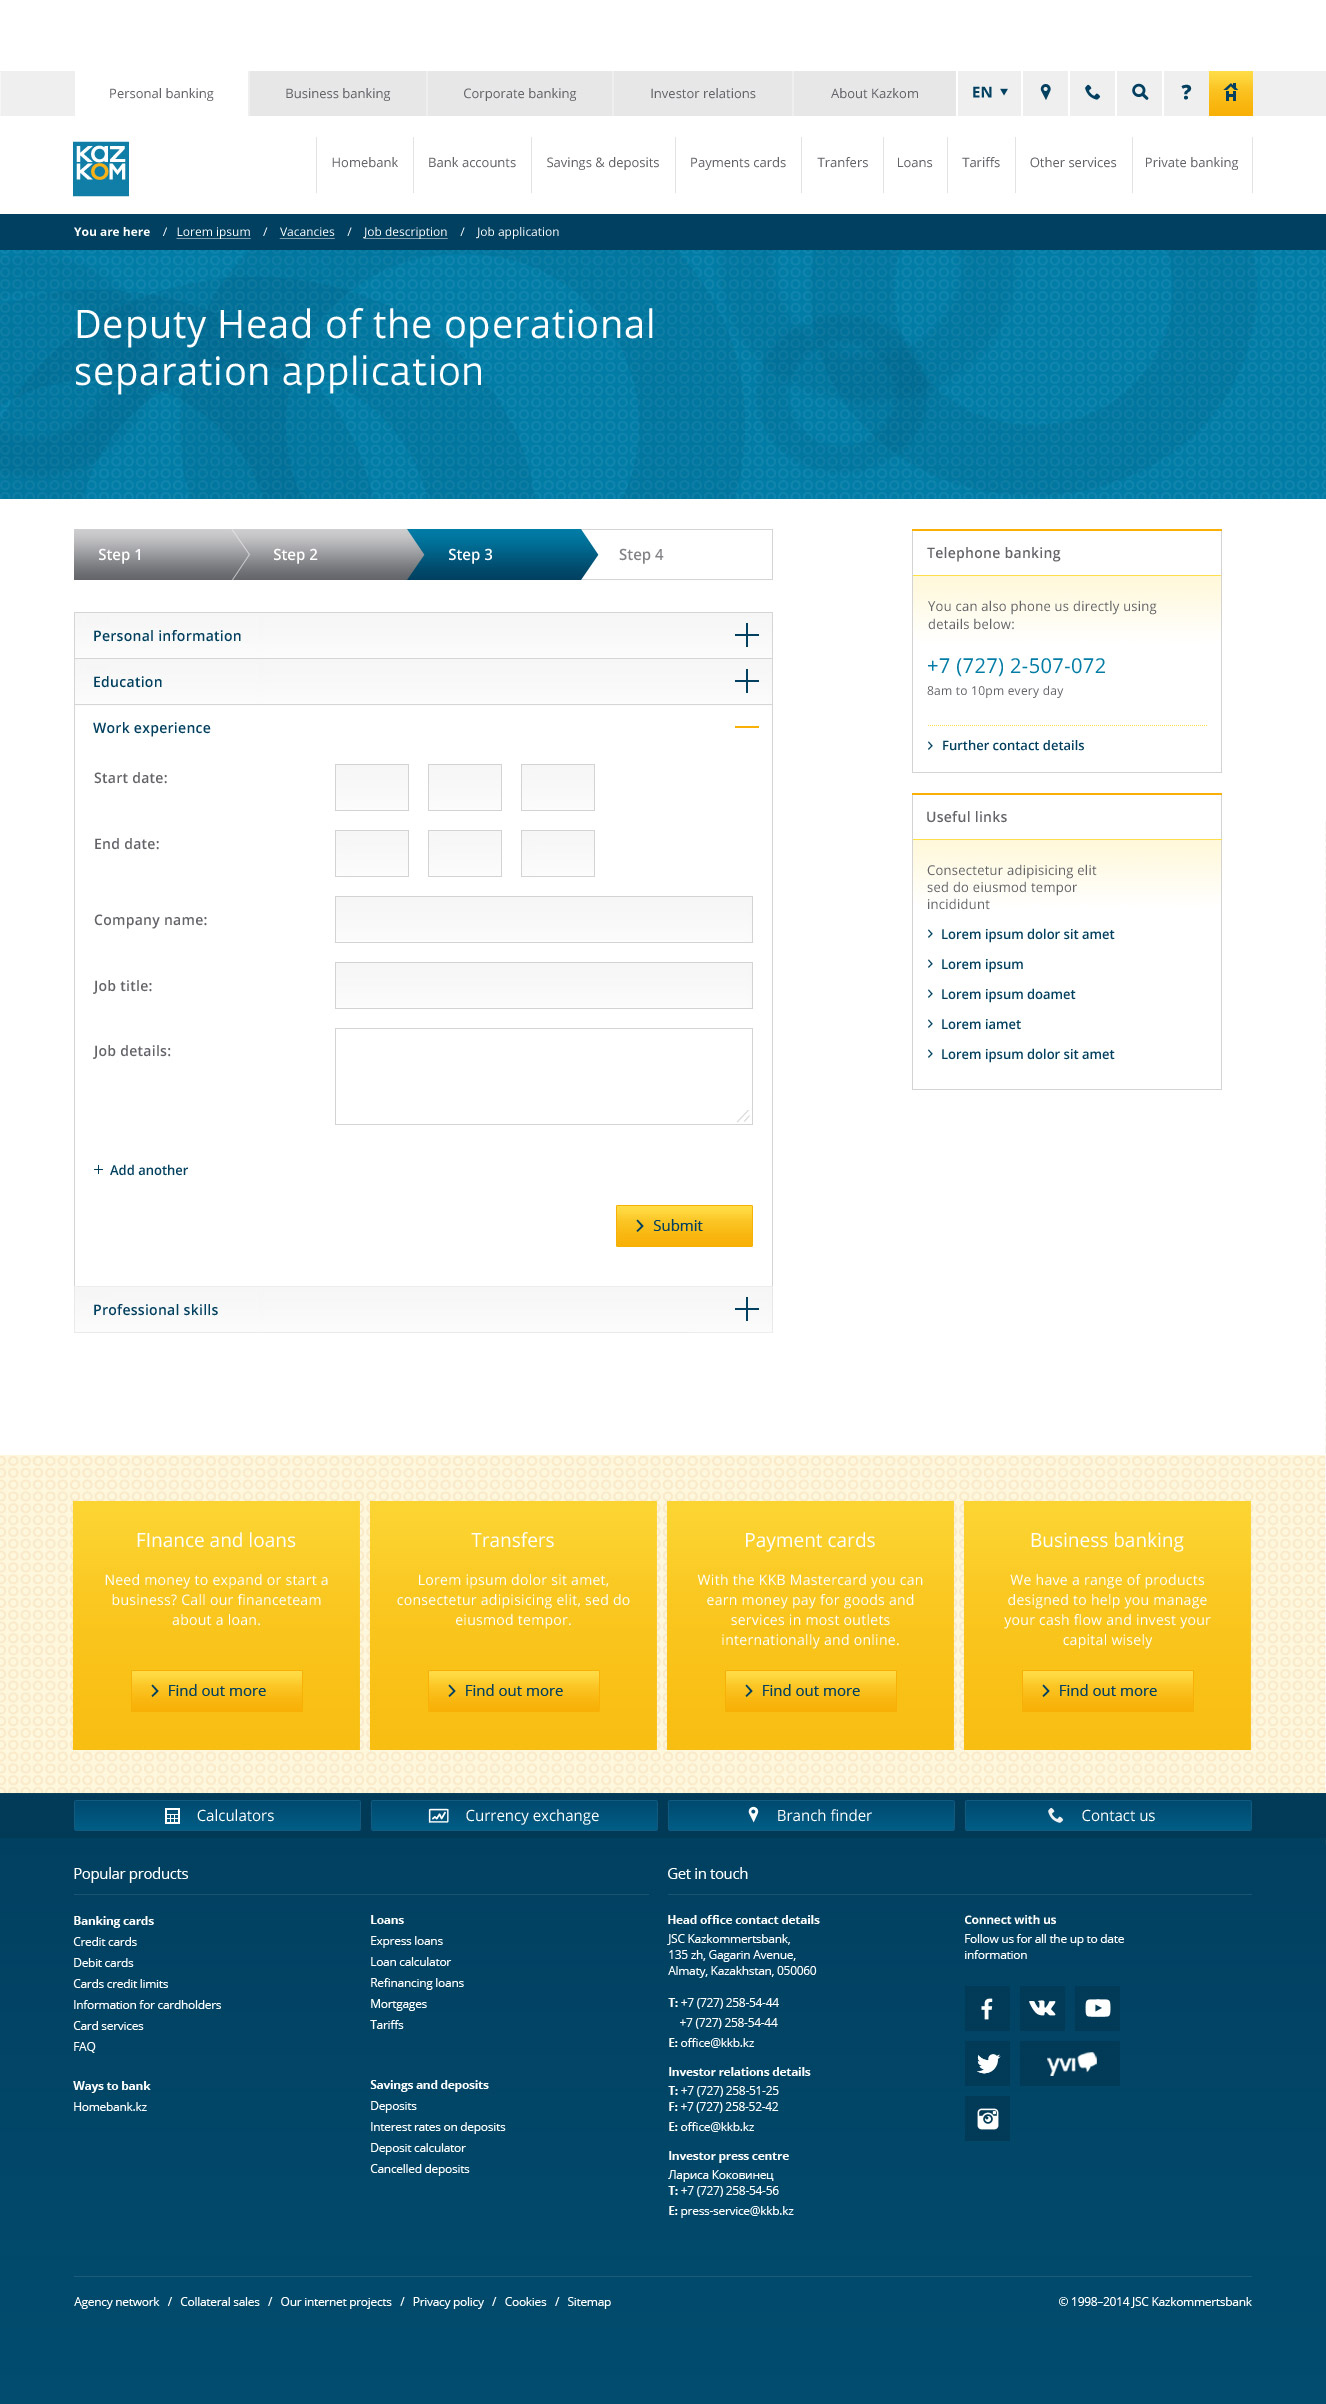 Personal banking
Business banking
Corporate banking
Investor relations
About Kazkom
EN
?
H
KAZ
KOM
Homebank
Bank accounts
Savings & deposits
Payments cards
Tranfers
Loans
Tariffs
Other services
Private banking
You are here / Lorem ipsum / Vacancies / Job description / Job application
Deputy Head of the operational
separation application
Step 1
Step 2
Step 3
Step 4
Personal information
Education
Work experience
Start date:
End date:
Company name:
Job title:
Job details:
+ Add another
Submit
Professional skills
Telephone banking
You can also phone us directly using
details below:
+7 (727) 2-507-072
8am to 10pm every day
Further contact details
Useful links
Consectetur adipisicing elit
sed do eiusmod tempor
incididunt
Lorem ipsum dolor sit amet
Lorem ipsum
Lorem ipsum doamet
Lorem iamet
Lorem ipsum dolor sit amet
FInance and loans
Need money to expand or start a
business? Call our financeteam
about a loan.
Find out more
Transfers
Lorem ipsum dolor sit amet,
consectetur adipisicing elit, sed do
eiusmod tempor.
Find out more
Payment cards
With the KKB Mastercard you can
earn money pay for goods and
services in most outlets
internationally and online.
Find out more
Business banking
We have a range of products
designed to help you manage
your cash flow and invest your
capital wisely
Find out more
Calculators
Currency exchange
Branch finder
Contact us
Popular products
Banking cards
Credit cards
Debit cards
Cards credit limits
Information for cardholders
Card services
FAQ
Ways to bank
Homebank.kz
Loans
Express loans
Loan calculator
Refinancing loans
Mortgages
Tariffs
Savings and deposits
Deposits
Interest rates on deposits
Deposit calculator
Cancelled deposits
Get in touch
Head office contact details
JSC Kazkommertsbank,
135 zh, Gagarin Avenue,
Almaty, Kazakhstan, 050060
T: +7 (727) 258-54-44
+7 (727) 258-54-44
E: office@kkb.kz
Investor relations details
T: +7 (727) 258-51-25
F: +7 (727) 258-52-42
E: office@kkb.kz
Investor press centre
Лариса Коковинец
T: +7 (727) 258-54-56
E: press-service@kkb.kz
Connect with us
Follow us for all the up to date
information
yvi
Agency network / Collateral sales / Our internet projects / Privacy policy / Cookies / Sitemap
© 1998–2014 JSC Kazkommertsbank